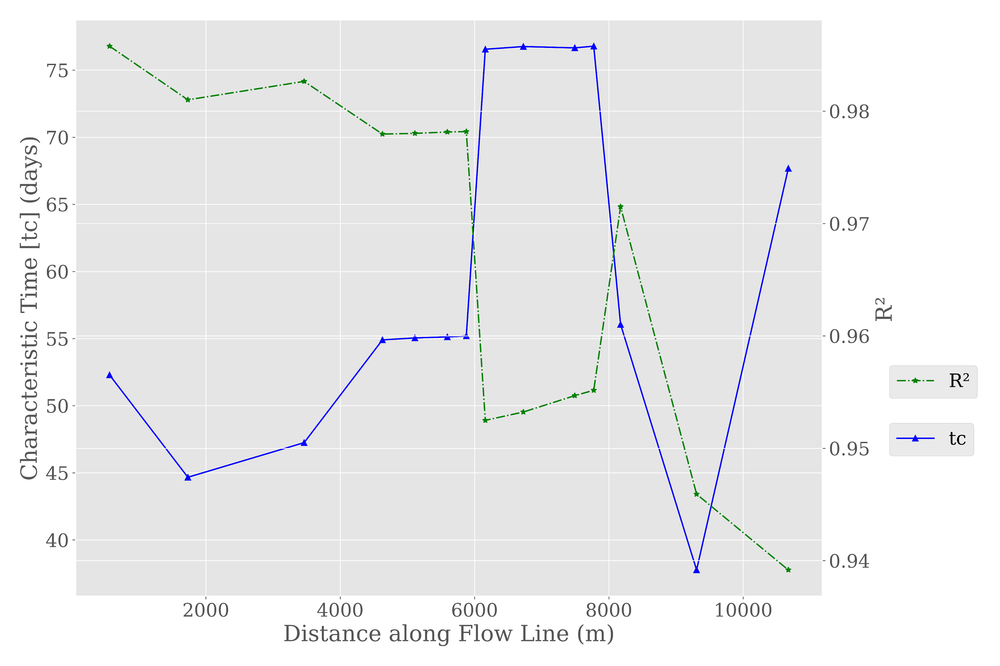 75
70
65
60
55
50
45
40
Characteristic Time [tc] (days)
0.98
0.97
0.96
0.95
0.94
R²
R²
tc
2000 4000 6000 8000 10000
Distance along Flow Line (m)